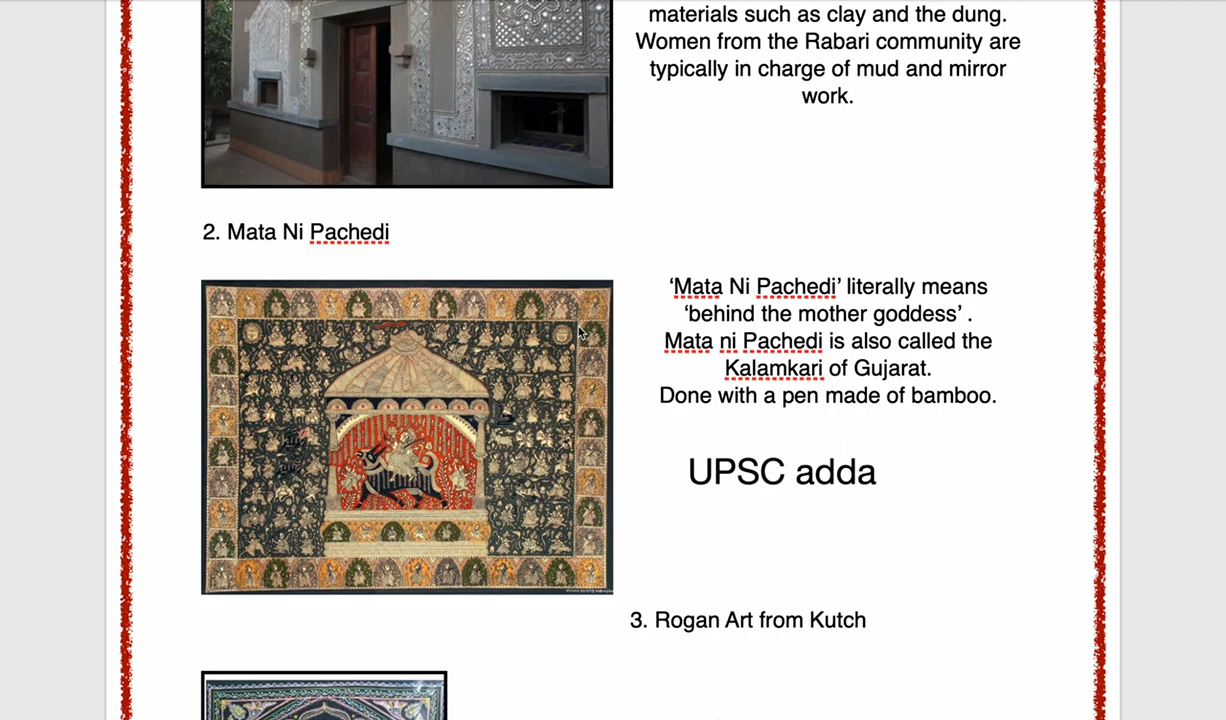 materials such as clay and the dung.
Women from the Rabari community are
typically in charge of mud and mirror
work.
2. Mata Ni Pachedi
‘Mata Ni Pachedi’ literally means
‘behind the mother goddess’ .
Mata ni Pachedi is also called the
Kalamkari of Gujarat.
Done with a pen made of bamboo.
UPSC adda
3. Rogan Art from Kutch